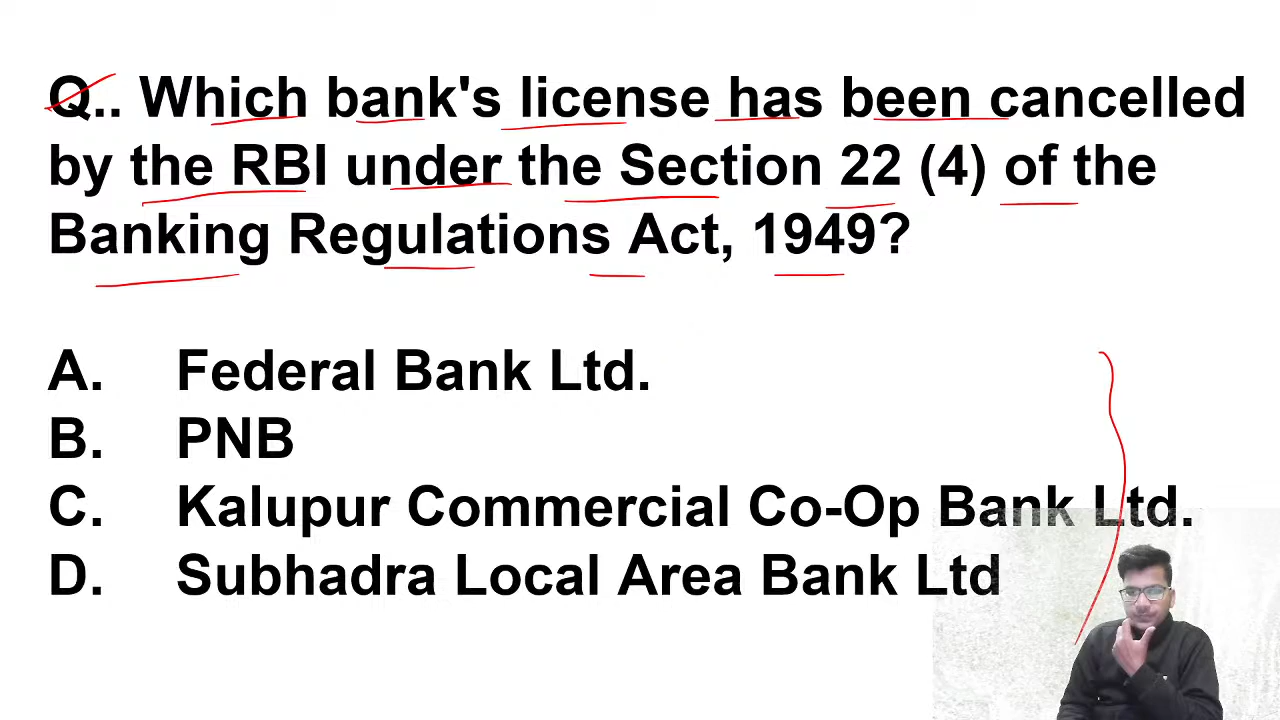 Q.. Which bank's license has been cancelled
by the RBI under the Section 22 (4) of the
Banking Regulations Act, 1949?
A. Federal Bank Ltd.
B. PNB
C. Kalupur Commercial Co-Op Bank Ltd.
D. Subhadra Local Area Bank Ltd